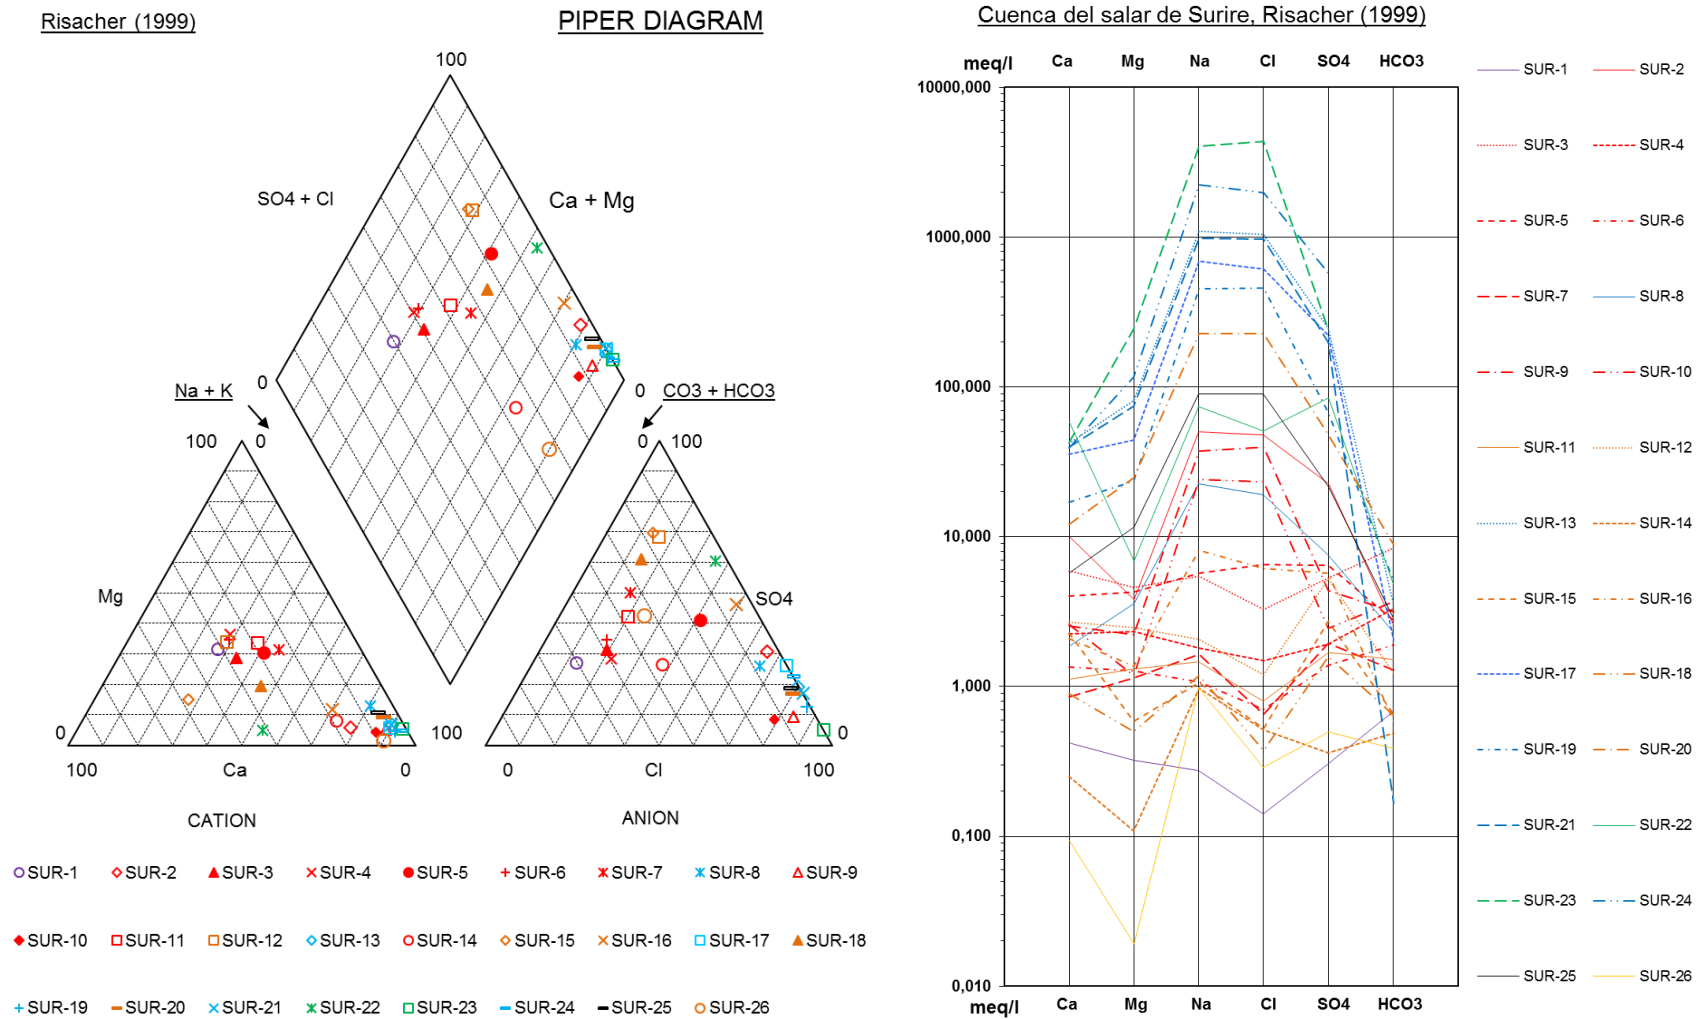 Risacher (1999)
PIPER DIAGRAM
100
SO4 + Cl
Ca + Mg
0
0
Na + K
CO3 + HCO3
100
0
0
100
Mg
SO4
0
100
0
100
Ca
0
0
Cl
100
CATION
ANION
SUR-1
SUR-2
SUR-3
SUR-4
SUR-5
SUR-6
SUR-7
SUR-8
SUR-9
SUR-10
SUR-11
SUR-12
SUR-13
SUR-14
SUR-15
SUR-16
SUR-17
SUR-18
SUR-19
SUR-20
SUR-21
SUR-22
SUR-23
SUR-24
SUR-25
SUR-26
Cuenca del salar de Surire, Risacher (1999)
meq/l
Ca
Mg
Na
Cl
SO4
HCO3
10000,000
1000,000
100,000
10,000
1,000
0,100
0,010
meq/l
Ca
Mg
Na
Cl
SO4
HCO3
SUR-1
SUR-2
SUR-3
SUR-4
SUR-5
SUR-6
SUR-7
SUR-8
SUR-9
SUR-10
SUR-11
SUR-12
SUR-13
SUR-14
SUR-15
SUR-16
SUR-17
SUR-18
SUR-19
SUR-20
SUR-21
SUR-22
SUR-23
SUR-24
SUR-25
SUR-26